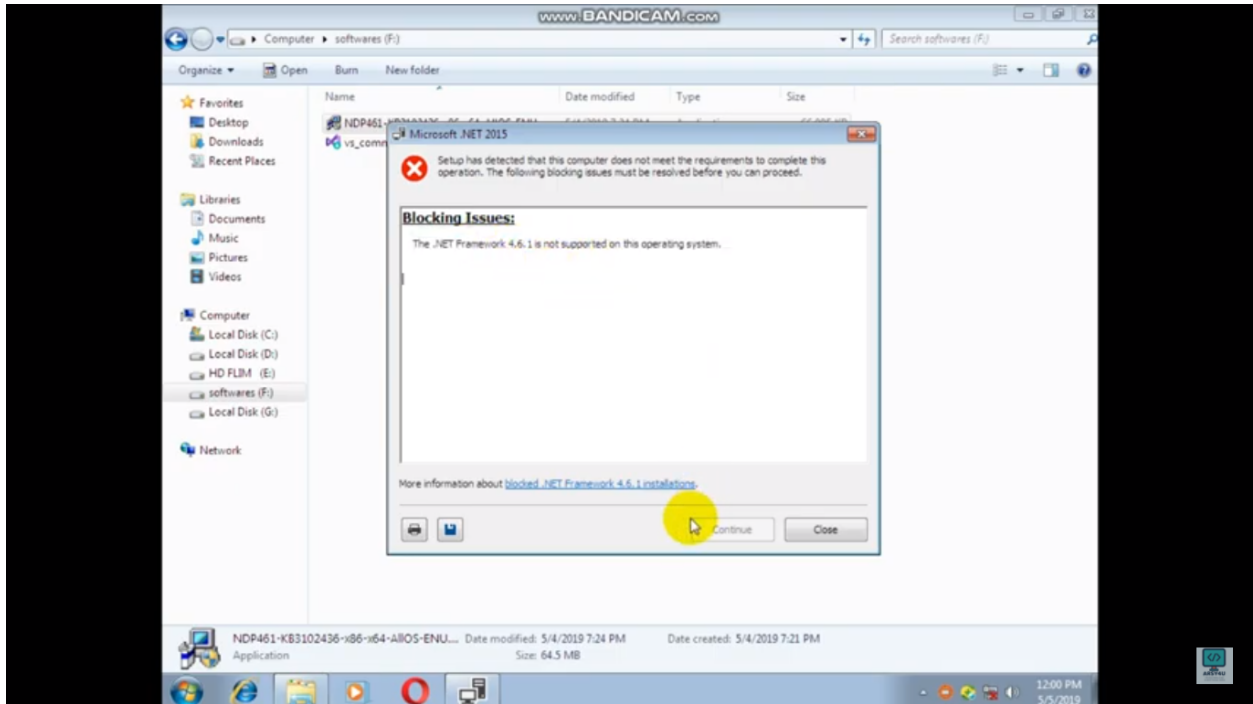 www.BANDICAM.com
Computer ▸ softwares (F:)
Search softwares (F:)
Organize
Open
Burn
New folder
Name
Date modified
Type
Size
Favorites
Desktop
Downloads
Recent Places
Libraries
Documents
Music
Pictures
Videos
Computer
Local Disk (C:)
Local Disk (D:)
HD FLIM (E:)
softwares (F:)
Local Disk (G:)
Network
vs_comm
Microsoft .NET 2015
Setup has detected that this computer does not meet the requirements to complete this
operation. The following blocking issues must be resolved before you can proceed.
Blocking Issues:
The .NET Framework 4.6.1 is not supported on this operating system.
More information about blocked .NET Framework 4.6.1 installations.
Continue
Close
NDP461-KB3102436-x86-x64-AllOS-ENU.... Date modified: 5/4/2019 7:24 PM Date created: 5/4/2019 7:21 PM
Application Size: 64.5 MB
12:00 PM
5/5/2019